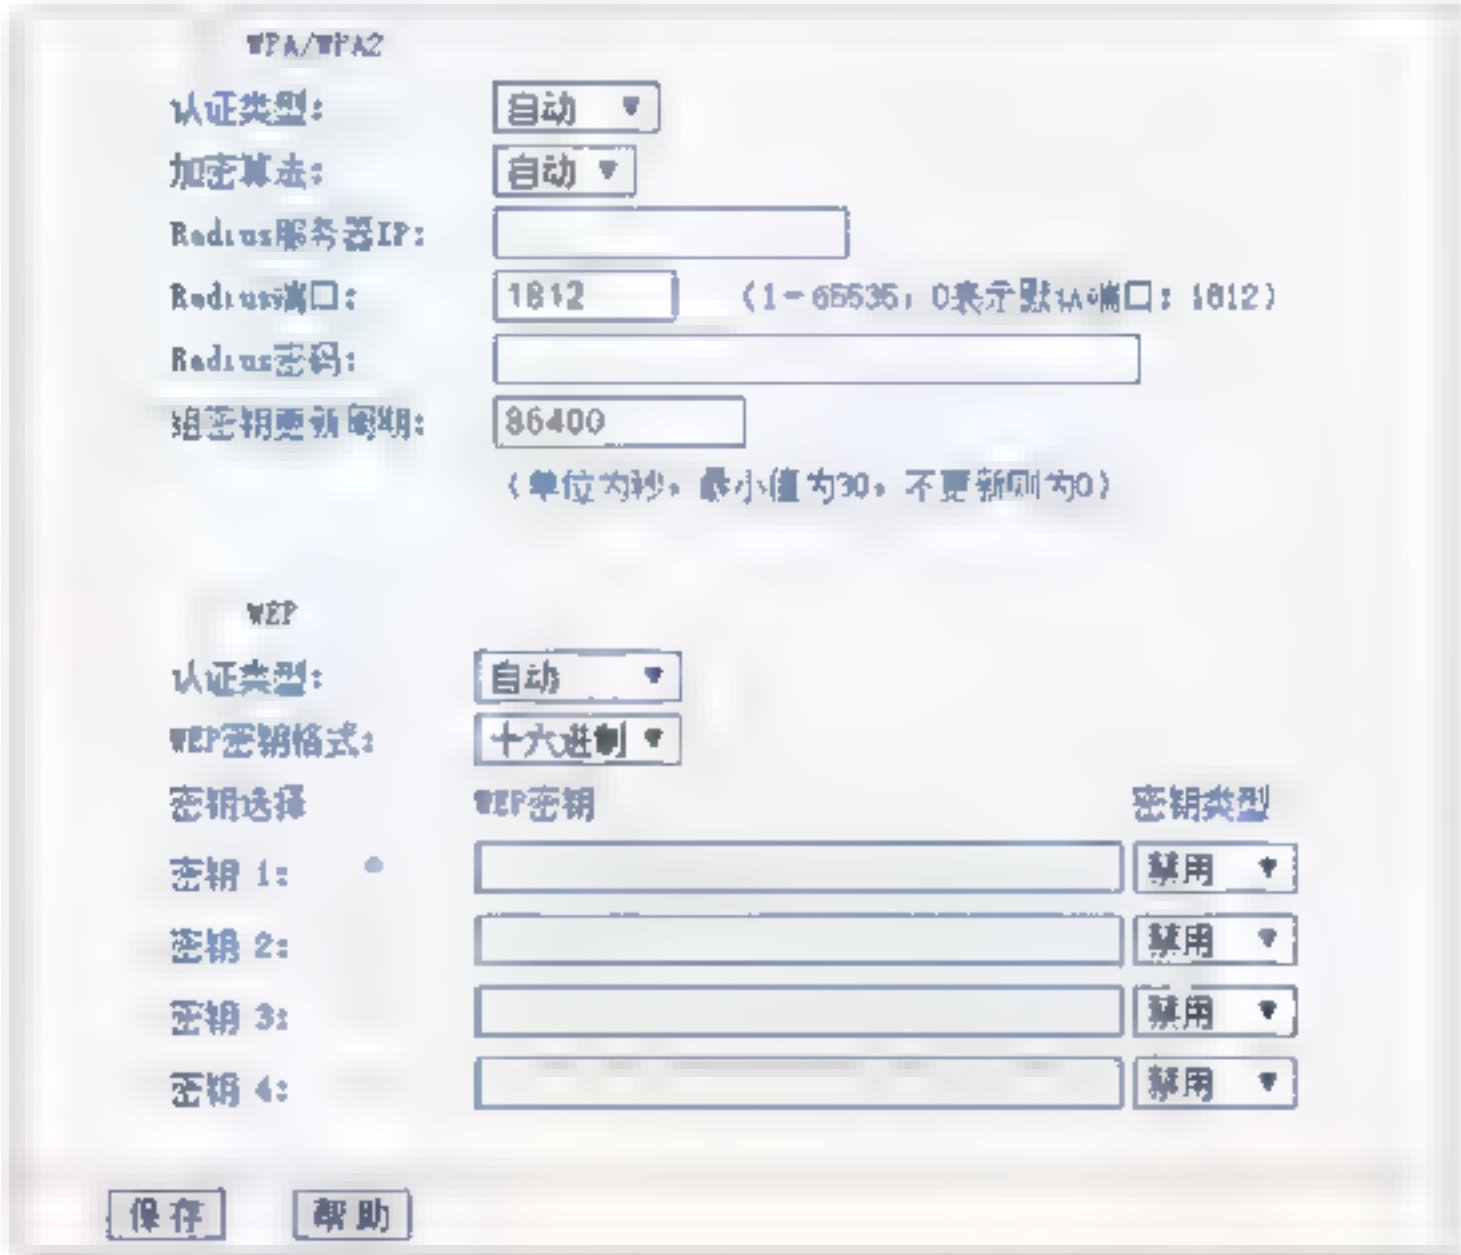 WPA/WPA2
认证类型: 自动
加密算法: 自动
Radius服务器IP:
Radius端口: 1812 (1-65535, 0表示默认端口: 1812)
Radius密码:
组密钥更新周期: 86400
(单位为秒, 最小值为30, 不更新则为0)
WEP
认证类型: 自动
WEP密钥格式: 十六进制
密钥选择 WEP密钥 密钥类型
密钥 1: 禁用
密钥 2: 禁用
密钥 3: 禁用
密钥 4: 禁用
保存 帮助